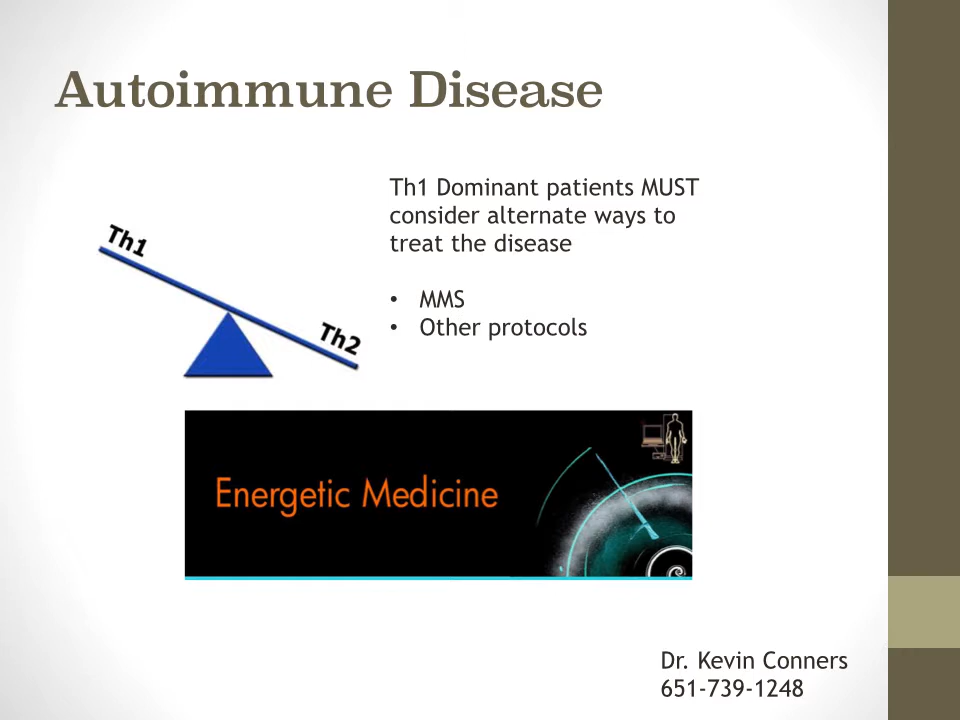 Autoimmune Disease
Th1 Dominant patients MUST
consider alternate ways to
treat the disease
• MMS
• Other protocols
Th1
Th2
Energetic Medicine
Dr. Kevin Conners
651-739-1248